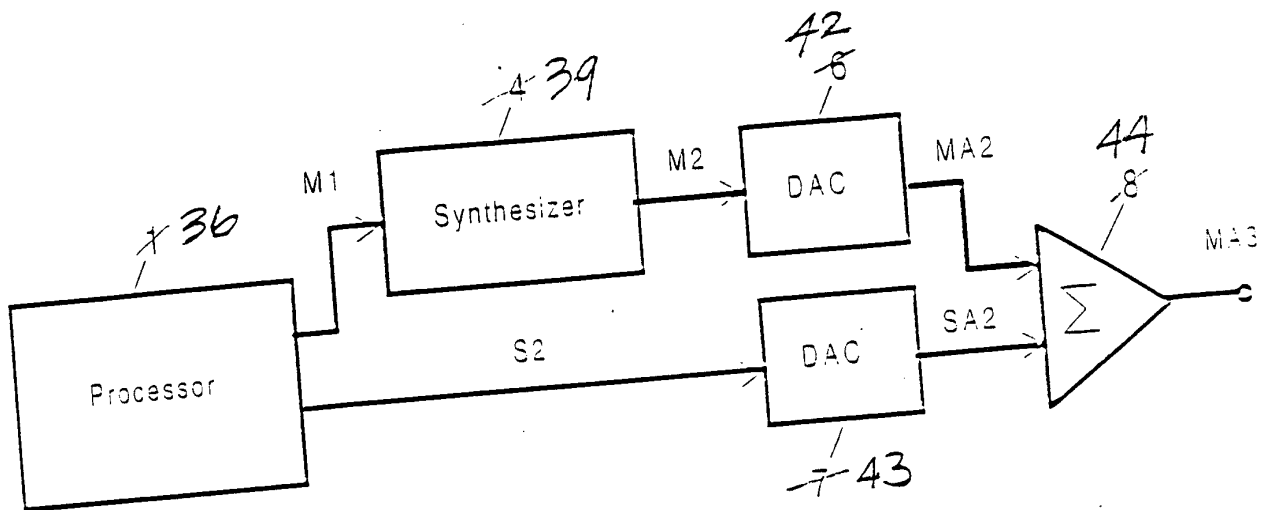 42
6
4 39
44
8
M1
M2
DAC
MA2
Synthesizer
1 36
MA3
Σ
S2
DAC
SA2
Processor
7 43